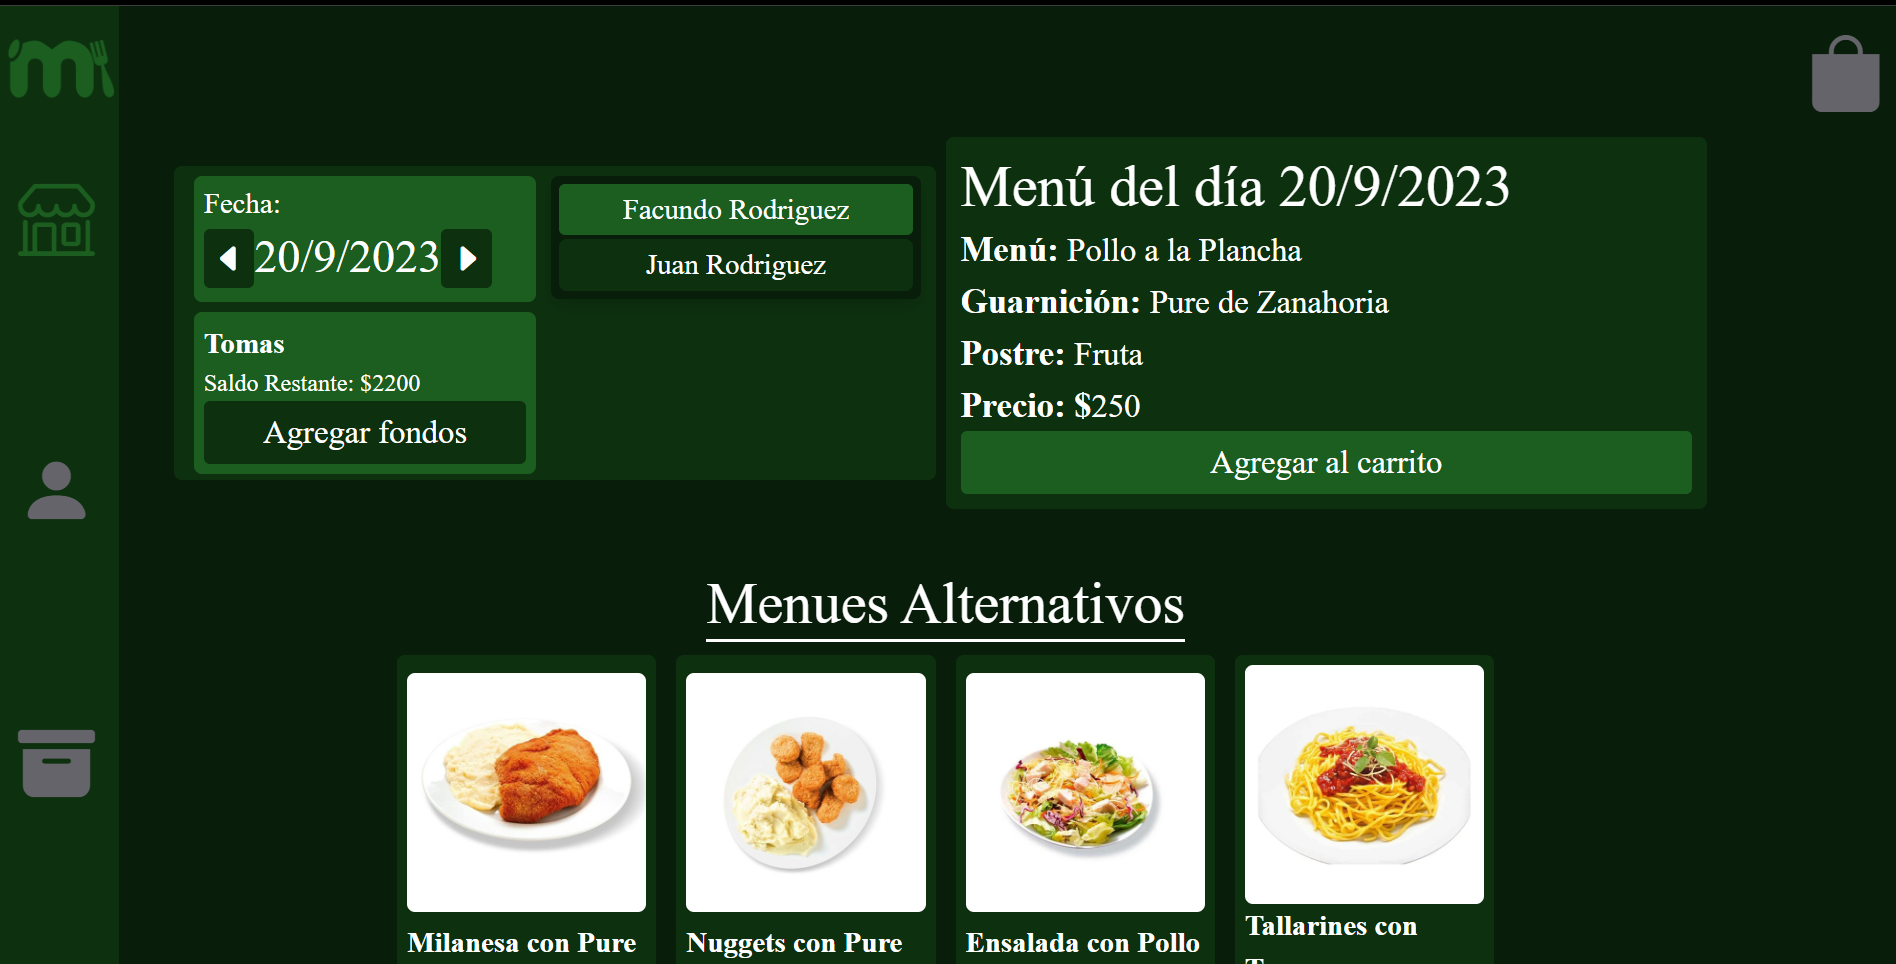 Fecha:
20/9/2023
Tomas
Saldo Restante: $2200
Agregar fondos
Facundo Rodriguez
Juan Rodriguez
Menú del día 20/9/2023
Menú: Pollo a la Plancha
Guarnición: Pure de Zanahoria
Postre: Fruta
Precio: $250
Agregar al carrito
Menues Alternativos
Milanesa con Pure
Nuggets con Pure
Ensalada con Pollo
Tallarines con